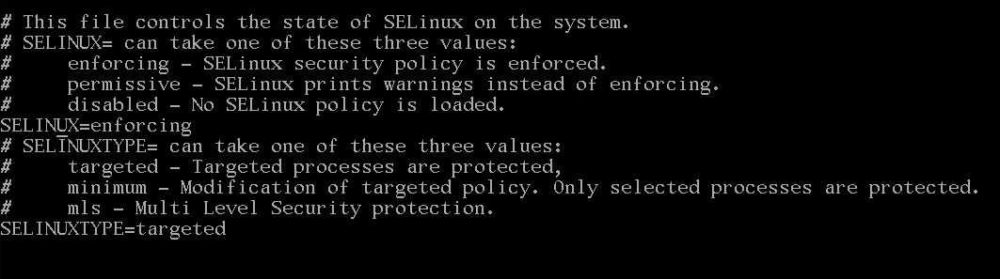 # This file controls the state of SELinux on the system.
# SELINUX= can take one of these three values:
#     enforcing – SELinux security policy is enforced.
#     permissive – SELinux prints warnings instead of enforcing.
#     disabled – No SELinux policy is loaded.
SELINUX=enforcing
# SELINUXTYPE= can take one of these three values:
#     targeted – Targeted processes are protected,
#     minimum – Modification of targeted policy. Only selected processes are protected.
#     mls – Multi Level Security protection.
SELINUXTYPE=targeted